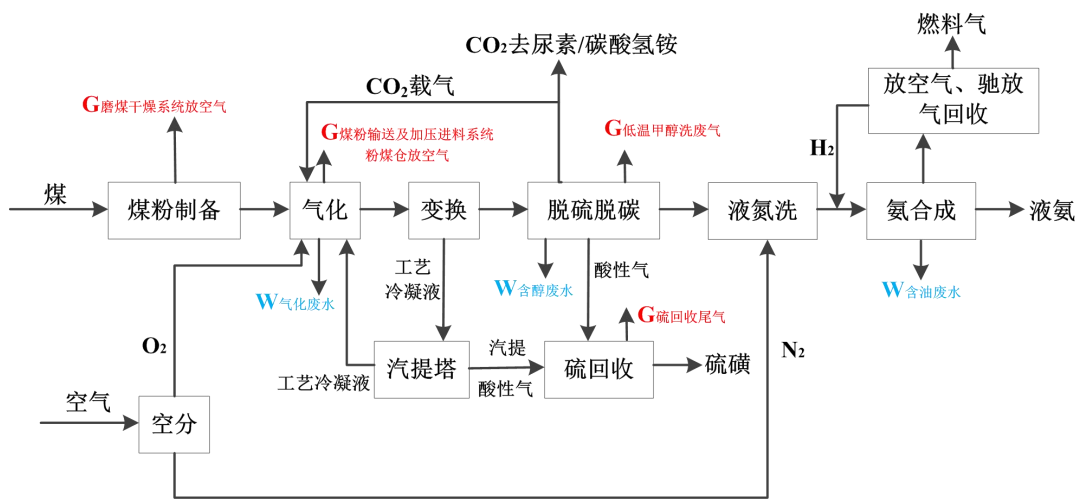 燃料气
CO2去尿素/碳酸氢铵
CO2载气
放空气、驰放
气回收
G磨煤干燥系统放空气
G煤粉输送及加压进料系统
粉煤仓放空气
G低温甲醇洗废气
H2
煤
煤粉制备
气化
变换
脱硫脱碳
液氮洗
氨合成
液氨
工艺
冷凝液
酸性气
W气化废水
W含醇废水
W含油废水
G硫回收尾气
O2
N2
汽提塔
汽提
酸性气
硫回收
硫磺
工艺冷凝液
空气
空分